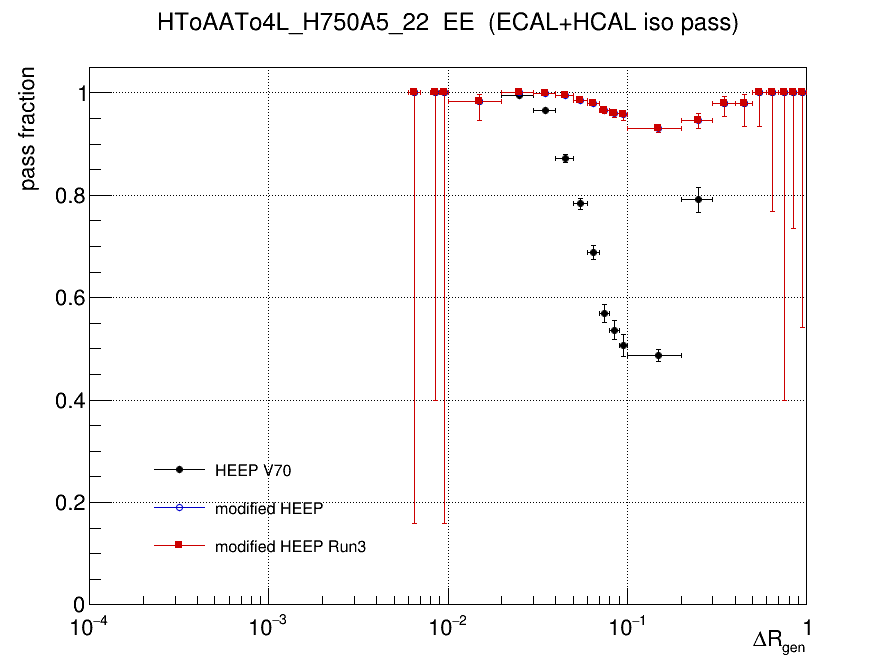 HToAATo4L_H750A5_22 EE (ECAL+HCAL iso pass)
pass fraction
1
0.8
0.6
0.4
0.2
0
HEEP V70
modified HEEP
modified HEEP Run3
10⁻⁴ 10⁻³ 10⁻² 10⁻¹ 1
ΔR_gen